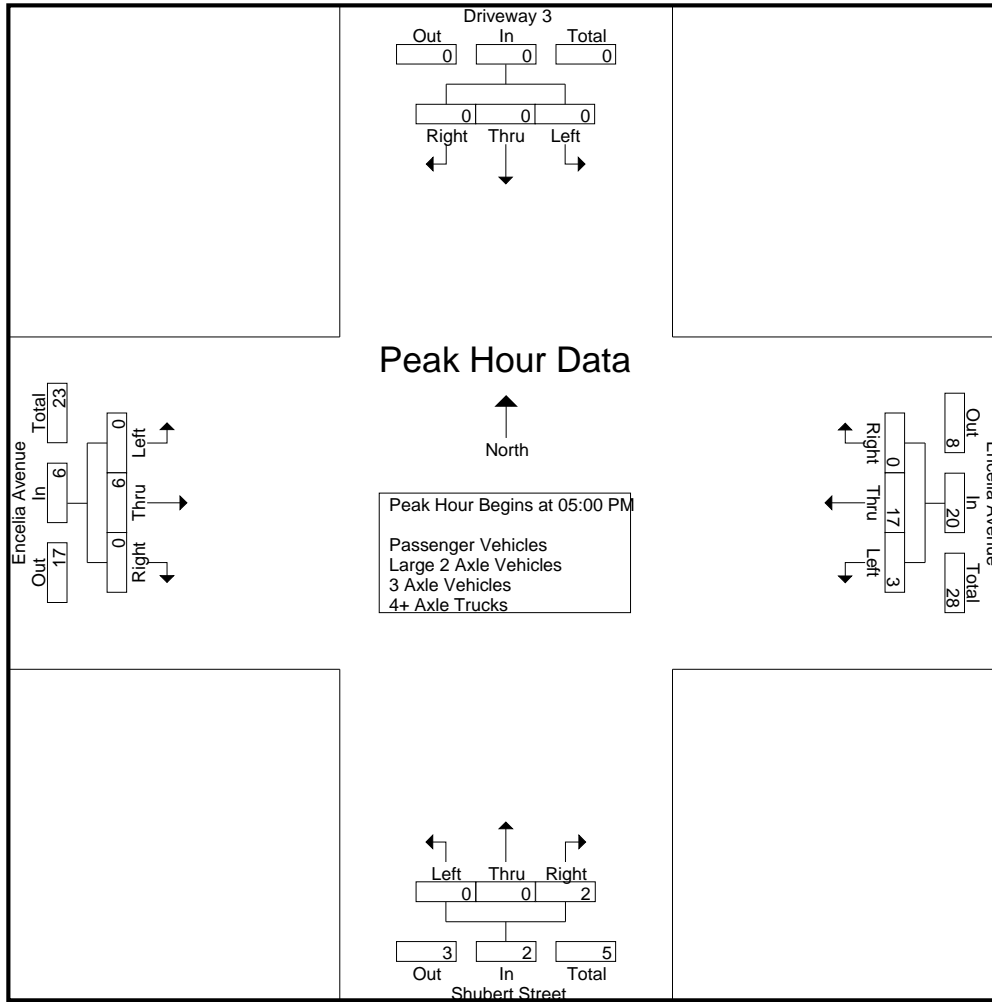 Driveway 3
Out In Total
0 0 0
0 0 0
Right Thru Left
Peak Hour Data
North
Peak Hour Begins at 05:00 PM
Passenger Vehicles
Large 2 Axle Vehicles
3 Axle Vehicles
4+ Axle Trucks
Encelia Avenue
Out In Total
17 6 23
0 6 0
Right Thru Left
Encelia Avenue
Out In Total
8 20 28
0 17 3
Right Thru Left
Left Thru Right
0 0 2
3 2 5
Out In Total
Shubert Street